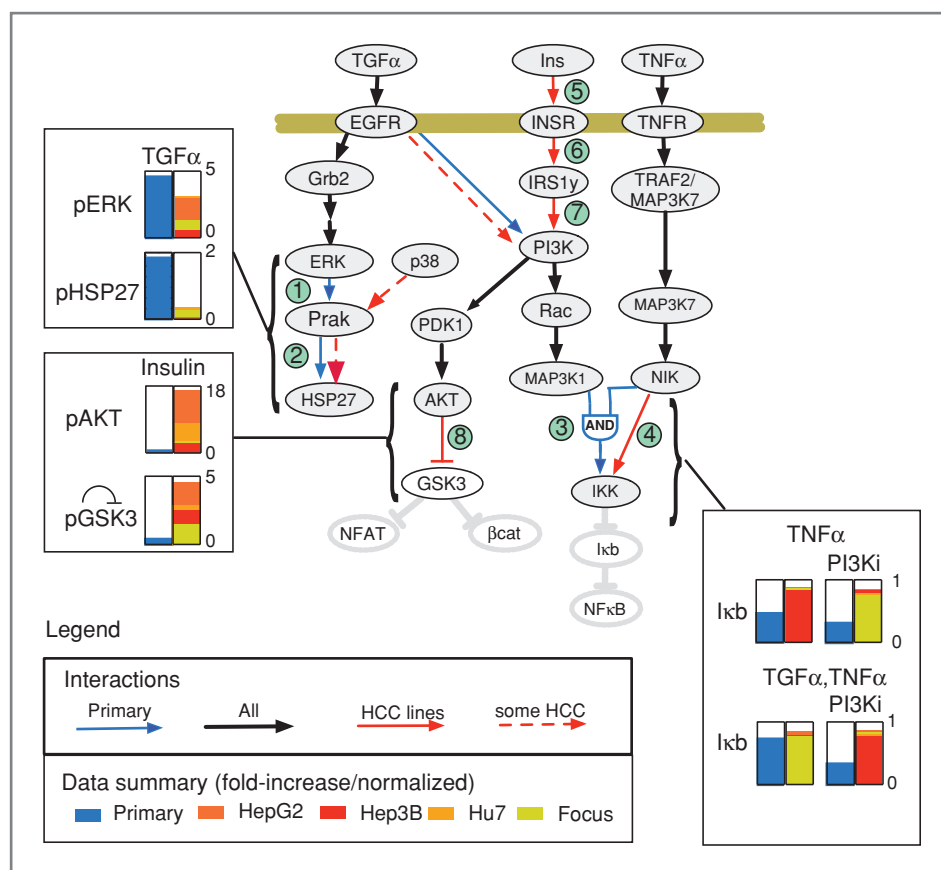 TGFα
Ins
TNFα
5
EGFR
INSR
TNFR
6
Grb2
IRS1y
TRAF2/
MAP3K7
7
ERK
p38
PI3K
1
Prak
PDK1
Rac
MAP3K7
2
HSP27
AKT
MAP3K1
NIK
8
3
AND
4
GSK3
IKK
NFAT
βcat
Iκb
NFκB
TGFα
pERK
5
0
pHSP27
2
0
Insulin
pAKT
18
0
pGSK3
5
0
TNFα
PI3Ki
Iκb
1
0
TGFα,TNFα
PI3Ki
Iκb
1
0
Legend
Interactions
Primary
All
HCC lines
some HCC
Data summary (fold-increase/normalized)
Primary
HepG2
Hep3B
Hu7
Focus